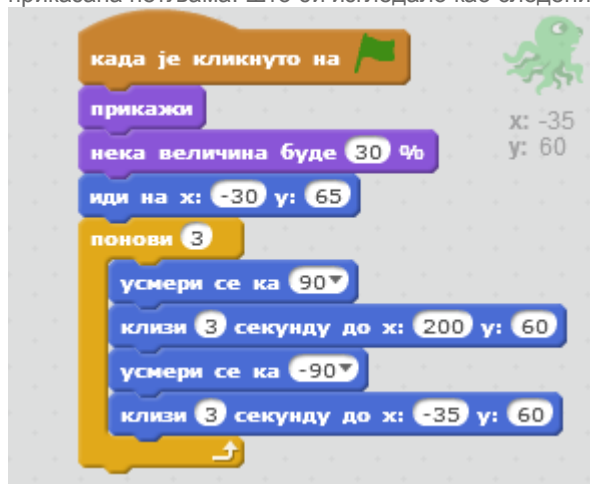 када је кликнуто на
прикажи
нека величина буде 30 %
иди на x: -30 y: 65
понови 3
усмери се ка 90
клизи 3 секунду до x: 200 y: 60
усмери се ка -90
клизи 3 секунду до x: -35 y: 60
x: -35
y: 60